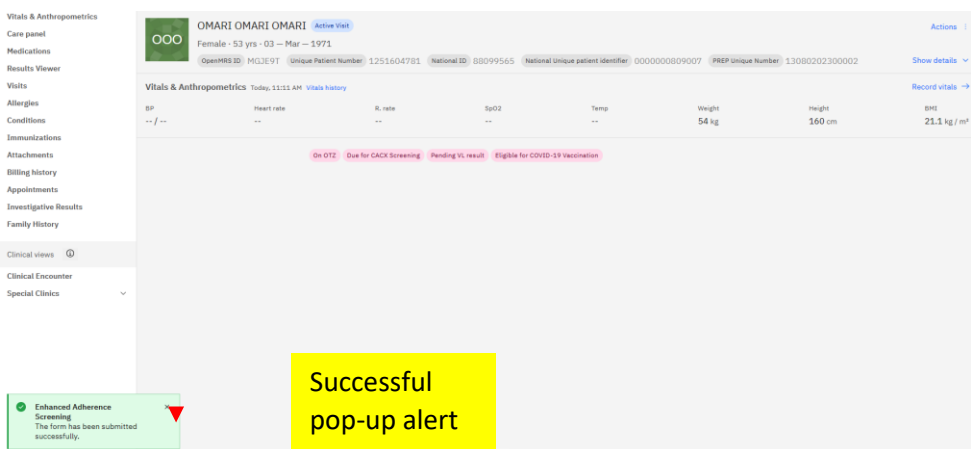 Vitals & Anthropometrics
Care panel
Medications
Results Viewer
Visits
Allergies
Conditions
Immunizations
Attachments
Billing history
Appointments
Investigative Results
Family History
Clinical views
Clinical Encounter
Special Clinics
OOO
OMARI OMARI OMARI Active Visit
Actions
Female · 53 yrs · 03 — Mar — 1971
OpenMRS ID MGJE9T Unique Patient Number 1251604781 National ID 88099565 National Unique patient identifier 0000000809007 PREP Unique Number 13080202300002
Show details
Vitals & Anthropometrics Today, 11:11 AM Vitals history
Record vitals →
BP Heart rate R. rate SpO2 Temp Weight Height BMI
-- / -- -- -- -- -- 54 kg 160 cm 21.1 kg / m²
On OTZ Due for CACX Screening Pending VL result Eligible for COVID-19 Vaccination
Enhanced Adherence
Screening
The form has been submitted
successfully.
Successful
pop-up alert